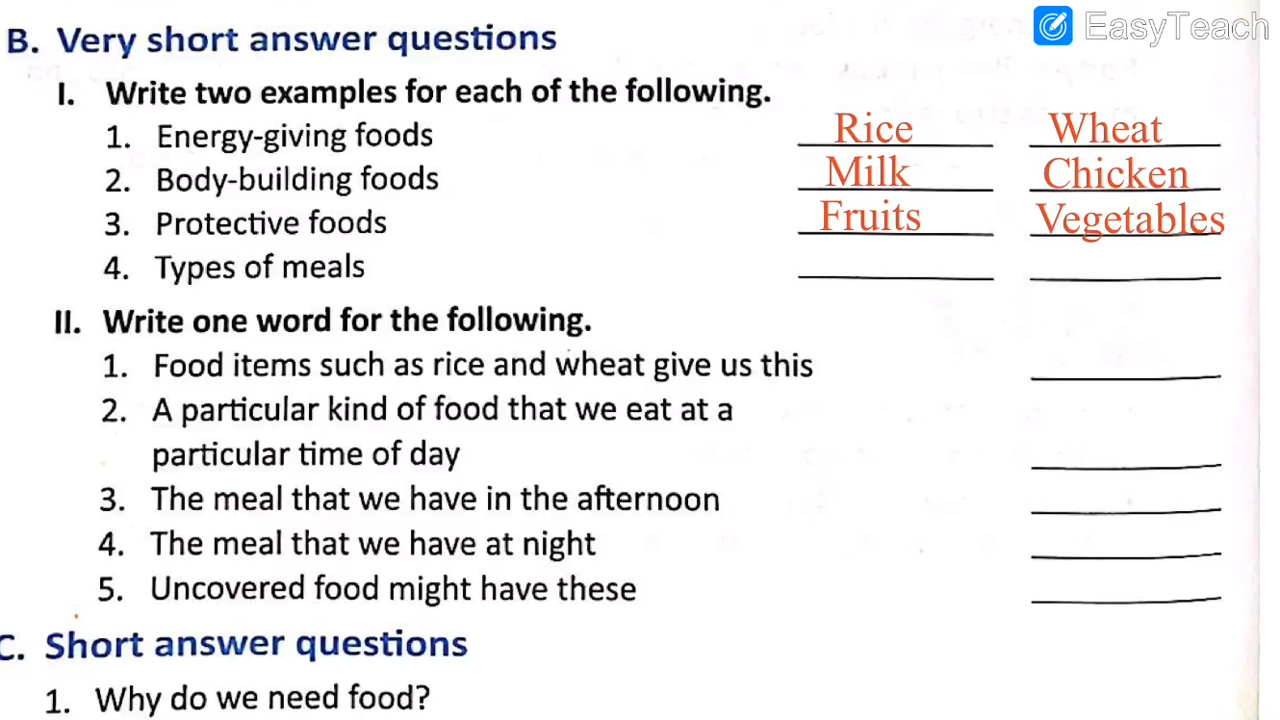 EasyTeach
B. Very short answer questions
I. Write two examples for each of the following.
1. Energy-giving foods Rice Wheat
2. Body-building foods Milk Chicken
3. Protective foods Fruits Vegetables
4. Types of meals
II. Write one word for the following.
1. Food items such as rice and wheat give us this
2. A particular kind of food that we eat at a
particular time of day
3. The meal that we have in the afternoon
4. The meal that we have at night
5. Uncovered food might have these
C. Short answer questions
1. Why do we need food?